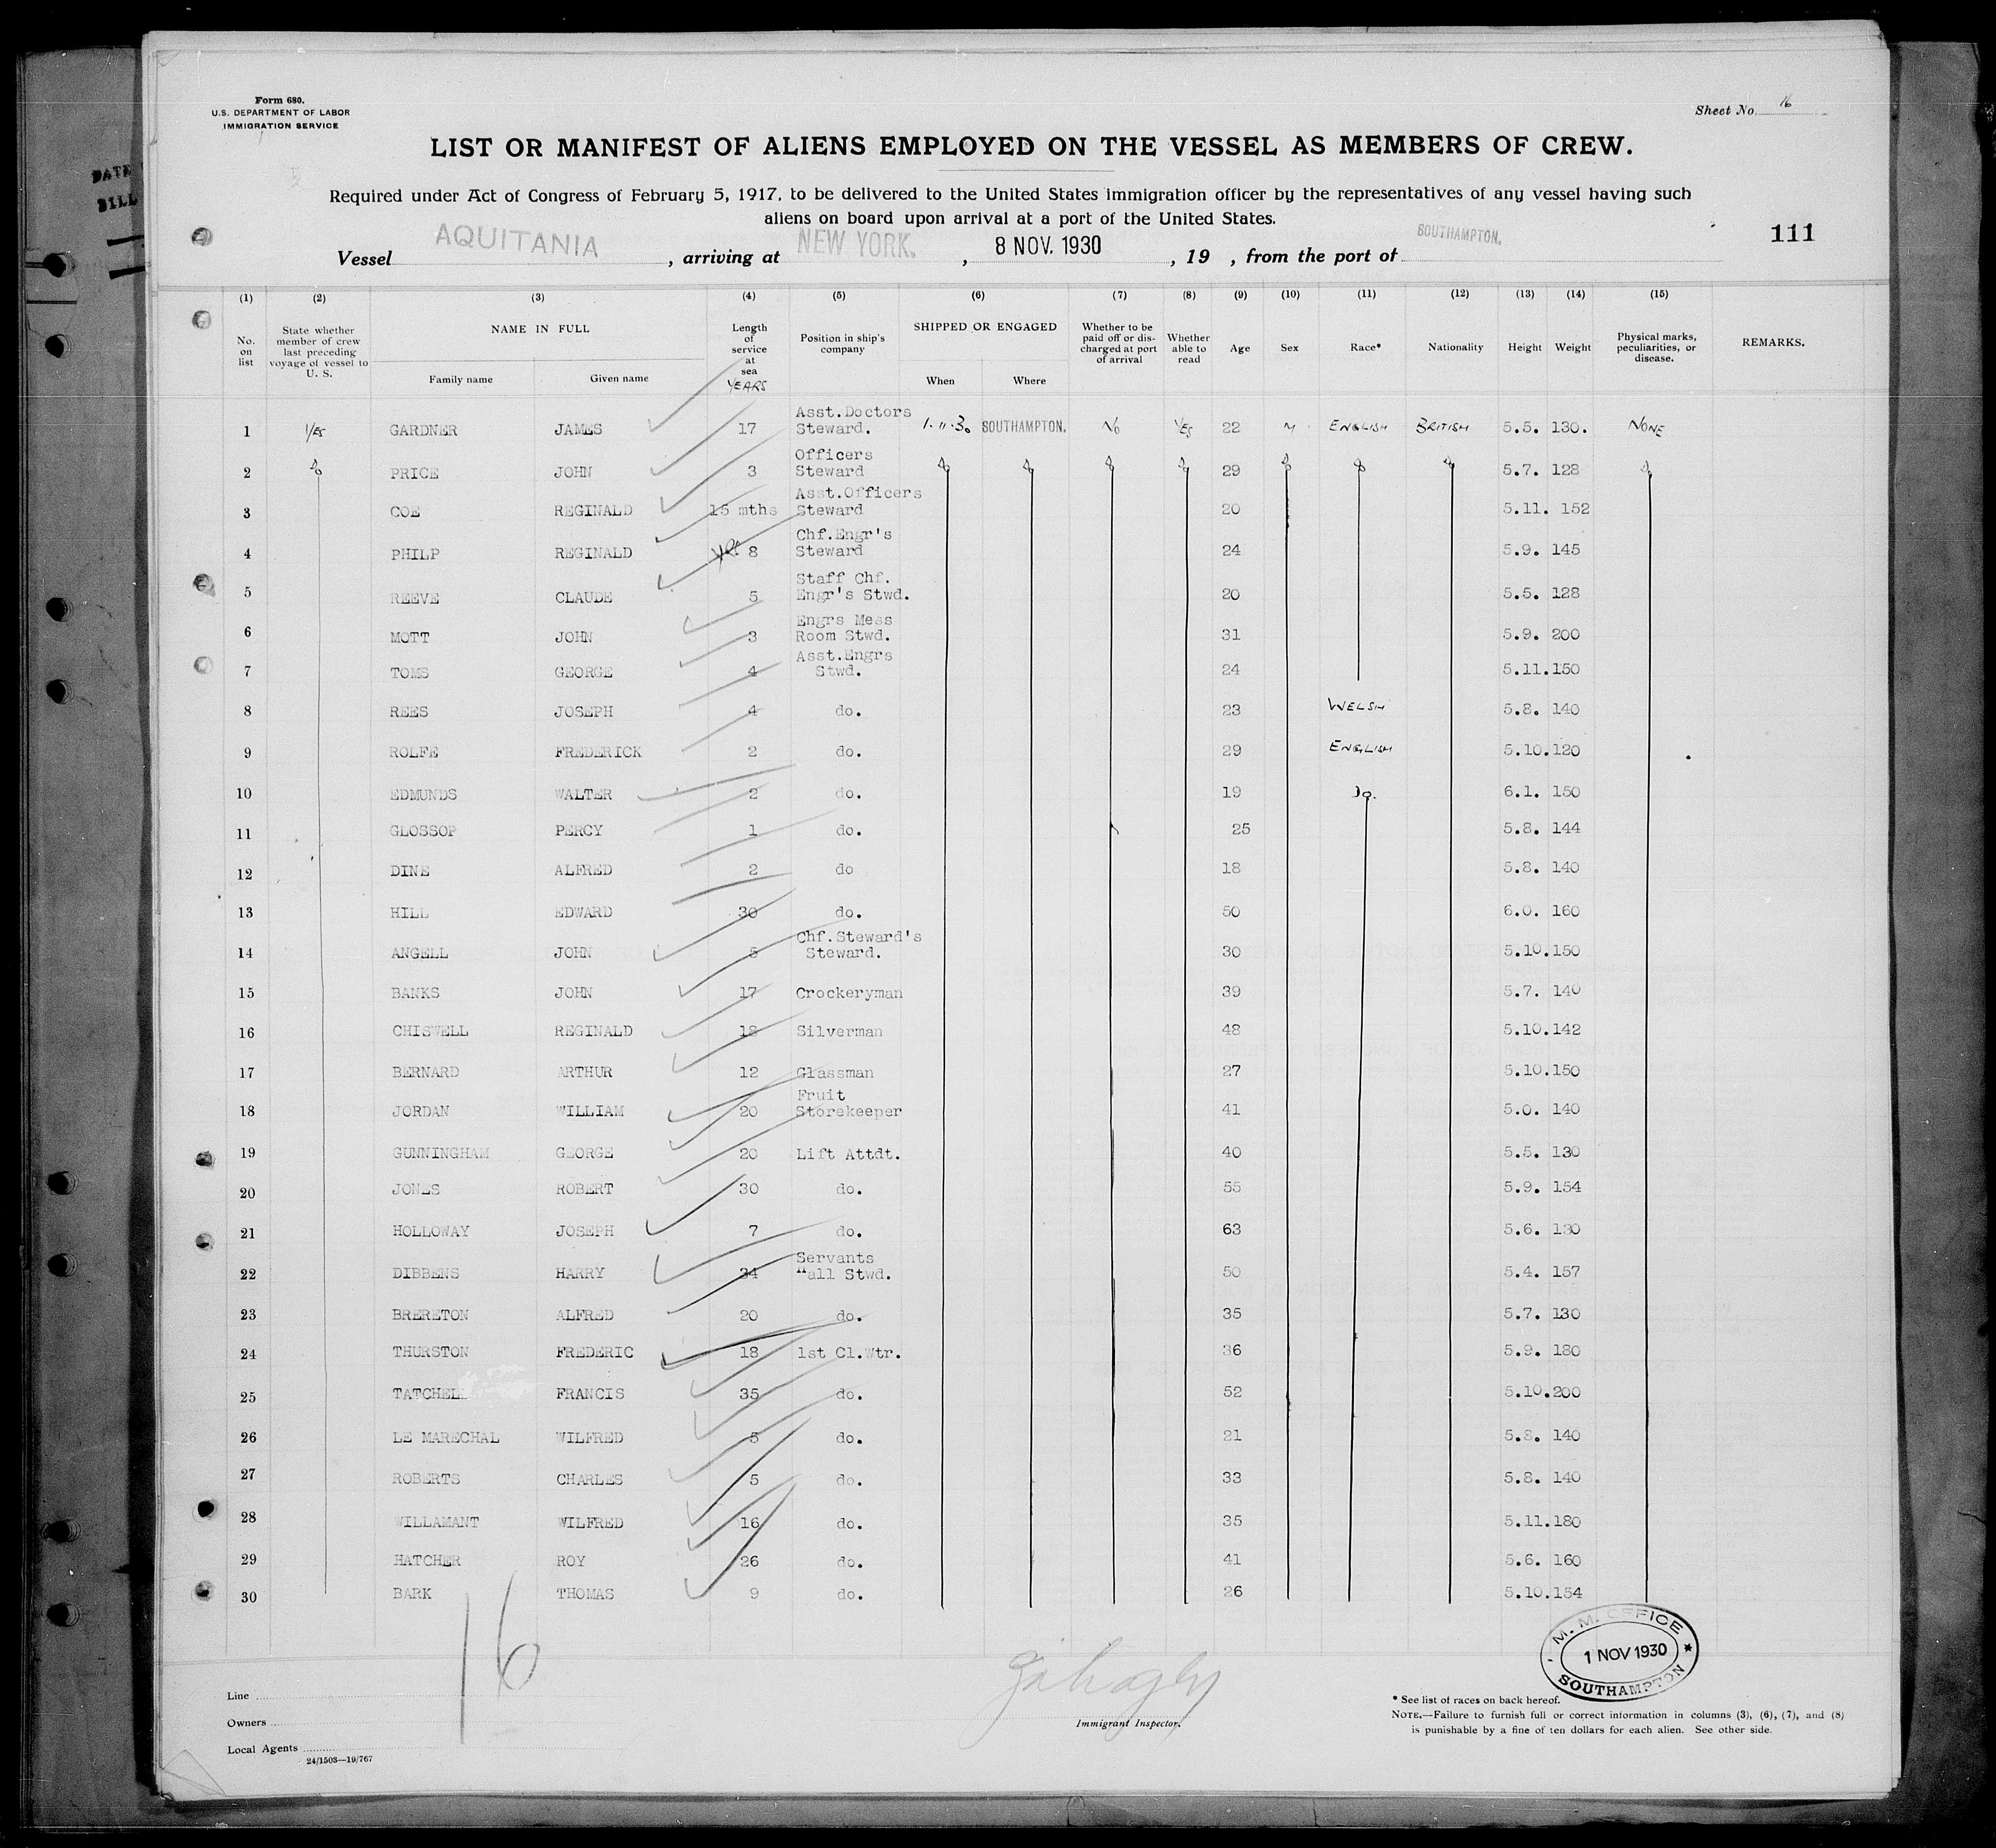 Form 680.
U.S. DEPARTMENT OF LABOR
IMMIGRATION SERVICE
Sheet No. 16
LIST OR MANIFEST OF ALIENS EMPLOYED ON THE VESSEL AS MEMBERS OF CREW.
Required under Act of Congress of February 5, 1917, to be delivered to the United States immigration officer by the representatives of any vessel having such
aliens on board upon arrival at a port of the United States.
111
Vessel AQUITANIA, arriving at NEW YORK., 8 NOV. 1930, 19 , from the port of SOUTHAMPTON.
(1) (2) (3) (4) (5) (6) (7) (8) (9) (10) (11) (12) (13) (14) (15)
No. on list State whether member of crew last preceding voyage of vessel to U. S. NAME IN FULL Family name Given name Length of service at sea YEARS Position in ship's company SHIPPED OR ENGAGED When Where Whether to be paid off or discharged at port of arrival Whether able to read Age Sex Race* Nationality Height Weight Physical marks, peculiarities, or disease. REMARKS.
1 Yes GARDNER JAMES 17 Asst.Doctors Steward. 1.11.30 SOUTHAMPTON. No Yes 22 M ENGLISH BRITISH 5.5. 130. NONE
2 Do PRICE JOHN 3 Officers Steward Do Do Do Do 29 Do Do Do 5.7. 128 Do
3 COE REGINALD 15 mths Asst.Officers Steward 20 5.11. 152
4 PHILP REGINALD yrs 8 Chf.Engr's Steward 24 5.9. 145
5 REEVE CLAUDE 5 Staff Chf. Engr's Stwd. 20 5.5. 128
6 MOTT JOHN 3 Engrs Mess Room Stwd. 31 5.9. 200
7 TOMS GEORGE 4 Asst.Engrs Stwd. 24 5.11.150
8 REES JOSEPH 4 do. 23 WELSH 5.8. 140
9 ROLFE FREDERICK 2 do. 29 ENGLISH 5.10.120
10 EDMUNDS WALTER 2 do. 19 Do. 6.1. 150
11 GLOSSOP PERCY 1 do. 25 5.8. 144
12 DINE ALFRED 2 do 18 5.8. 140
13 HILL EDWARD 30 do. 50 6.0. 160
14 ANGELL JOHN 5 Chf.Steward's Steward. 30 5.10.150
15 BANKS JOHN 17 Crockeryman 39 5.7. 140
16 CHISWELL REGINALD 18 Silverman 48 5.10.142
17 BERNARD ARTHUR 12 Glassman 27 5.10.150
18 JORDAN WILLIAM 20 Fruit Storekeeper 41 5.0. 140
19 GUNNINGHAM GEORGE 20 Lift Attdt. 40 5.5. 130
20 JONES ROBERT 30 do. 55 5.9. 154
21 HOLLOWAY JOSEPH 7 do. 63 5.6. 130
22 DIBBENS HARRY 34 Servants Hall Stwd. 50 5.4. 157
23 BRERETON ALFRED 20 do. 35 5.7. 130
24 THURSTON FREDERIC 18 1st Cl.Wtr. 36 5.9. 180
25 TATCHELL FRANCIS 35 do. 52 5.10.200
26 LE MARECHAL WILFRED 5 do. 21 5.8. 140
27 ROBERTS CHARLES 5 do. 33 5.8. 140
28 WILLAMANT WILFRED 16 do. 35 5.11.180
29 HATCHER ROY 26 do. 41 5.6. 160
30 BARK THOMAS 9 do. 26 5.10.154
16
M. M. OFFICE
1 NOV 1930
SOUTHAMPTON
Line
Owners
Local Agents
24/1503—19/767
Immigrant Inspector.
* See list of races on back hereof.
NOTE.—Failure to furnish full or correct information in columns (3), (6), (7), and (8)
is punishable by a fine of ten dollars for each alien. See other side.